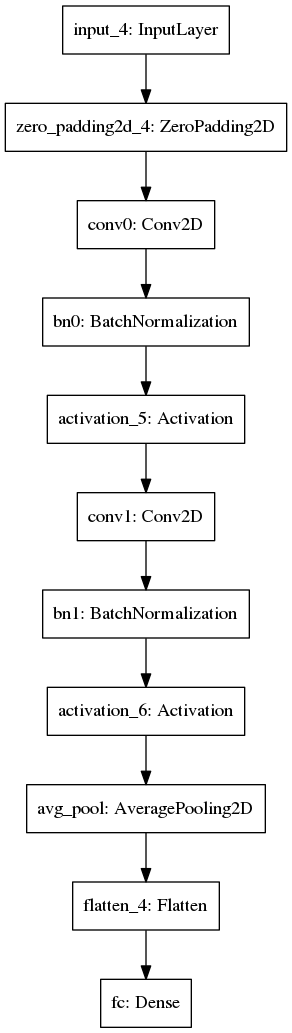 input_4: InputLayer
zero_padding2d_4: ZeroPadding2D
conv0: Conv2D
bn0: BatchNormalization
activation_5: Activation
conv1: Conv2D
bn1: BatchNormalization
activation_6: Activation
avg_pool: AveragePooling2D
flatten_4: Flatten
fc: Dense